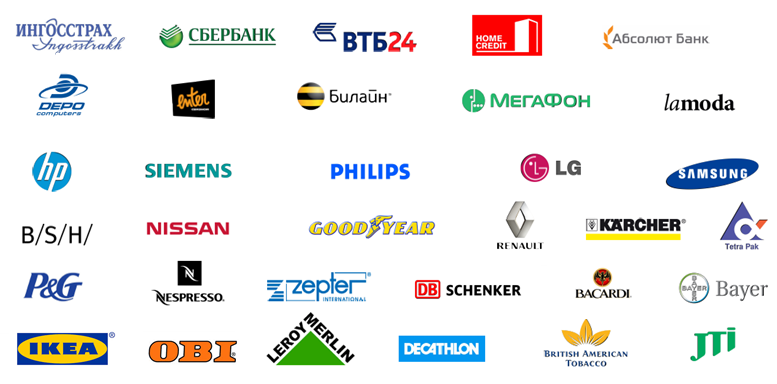 ИНГОССТРАХ
Ingosstrakh
СБЕРБАНК
ВТБ24
HOME
CREDIT
Абсолют Банк
DEPO
computers
enter
Билайн™
МЕГАФОН
lamoda
hp
SIEMENS
PHILIPS
LG
SAMSUNG
B/S/H/
NISSAN
GOODYEAR
RENAULT
KÄRCHER®
Tetra Pak
P&G
N
NESPRESSO.
zepter®
INTERNATIONAL
DB SCHENKER
BACARDI.
BAYER
BAYER
Bayer
IKEA®
OBI®
LEROY MERLIN
DECATHLON
BRITISH AMERICAN
TOBACCO
JTi